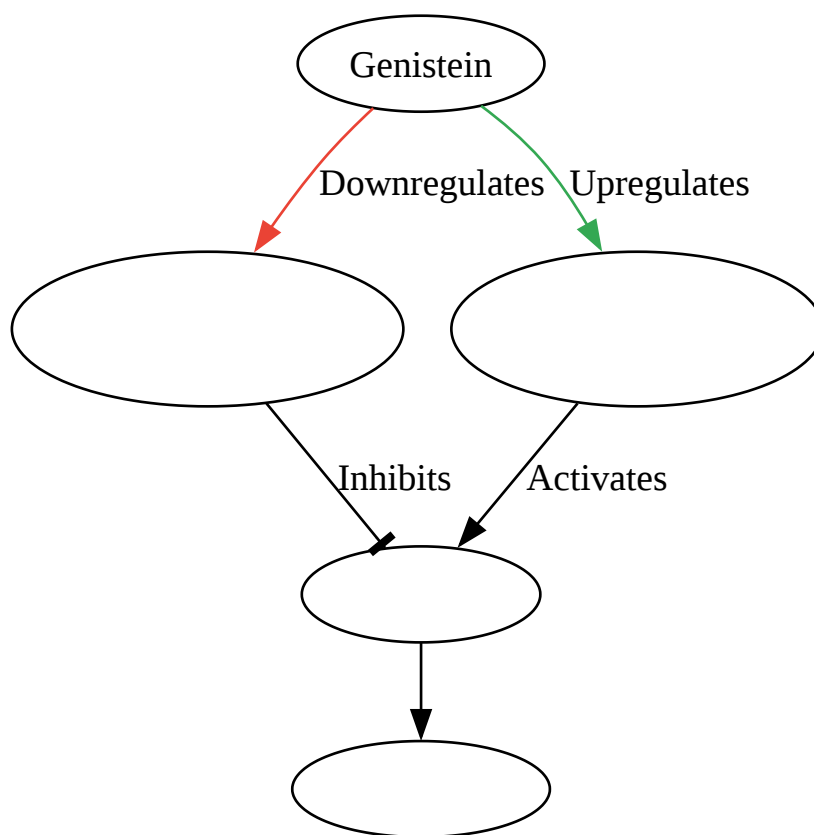 Genistein
Downregulates
Upregulates
Inhibits
Activates